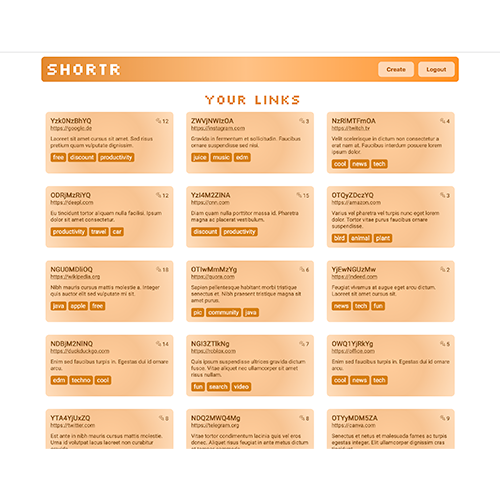 SHORTR
Create
Logout
YOUR LINKS
Yzk0NzBhYQ
12
https://google.de
Laoreet sit amet cursus sit amet. Sed risus
pretium quam vulputate dignissim.
free discount productivity
ZWVjNWIzOA
3
https://instagram.com
Gravida in fermentum et sollicitudin. Faucibus
ornare suspendisse sed nisi.
juice music edm
NzRiMTFmOA
4
https://twitch.tv
Velit scelerisque in dictum non consectetur a
erat nam at. Faucibus interdum posuere lorem
ipsum dolor.
cool news tech
ODRjMzRiYQ
12
https://deepl.com
Eu tincidunt tortor aliquam nulla facilisi. Ipsum
dolor sit amet consectetur.
productivity travel car
YzI4M2ZlNA
15
https://cnn.com
Diam quam nulla porttitor massa id. Pharetra
magna ac placerat vestibulum.
discount productivity
OTQyZDczYQ
3
https://amazon.com
Varius vel pharetra vel turpis nunc eget lorem
dolor. Tortor vitae purus faucibus ornare
suspendisse.
bird animal plant
NGU0MDliOQ
18
https://wikipedia.org
Nibh mauris cursus mattis molestie a. Integer
quis auctor elit sed vulputate mi sit.
java apple free
OTIwMmMzYg
6
https://quora.com
Sapien pellentesque habitant morbi tristique
senectus et. Nibh praesent tristique magna sit
amet purus.
pic community java
YjEwNGUzMw
2
https://indeed.com
Feugiat vivamus at augue eget arcu dictum.
Laoreet sit amet cursus sit.
news tech fun
NDBjM2NlNQ
14
https://duckduckgo.com
Enim sed faucibus turpis in. Egestas dui id ornare
arcu.
edm techno cool
NGI3ZTlkNg
7
https://roblox.com
Quis ipsum suspendisse ultrices gravida dictum
fusce. Vitae aliquet nec ullamcorper sit amet
risus nullam.
fun search video
OWQ1YjRkYg
5
https://office.com
Enim sed faucibus turpis in. Egestas dui id ornare
arcu.
cool news tech
YTA4YjUxZQ
8
https://twitter.com
Est ante in nibh mauris cursus mattis molestie.
Urna id volutpat lacus laoreet non curabitur
NDQ2MWQ4Mg
8
https://telegram.org
Vitae tortor condimentum lacinia quis vel eros
donec. Aliquet risus feugiat in ante metus dictum
OTYyMDM5ZA
9
https://canva.com
Senectus et netus et malesuada fames ac turpis
egestas integer. Elit ullamcorper dignissim cras